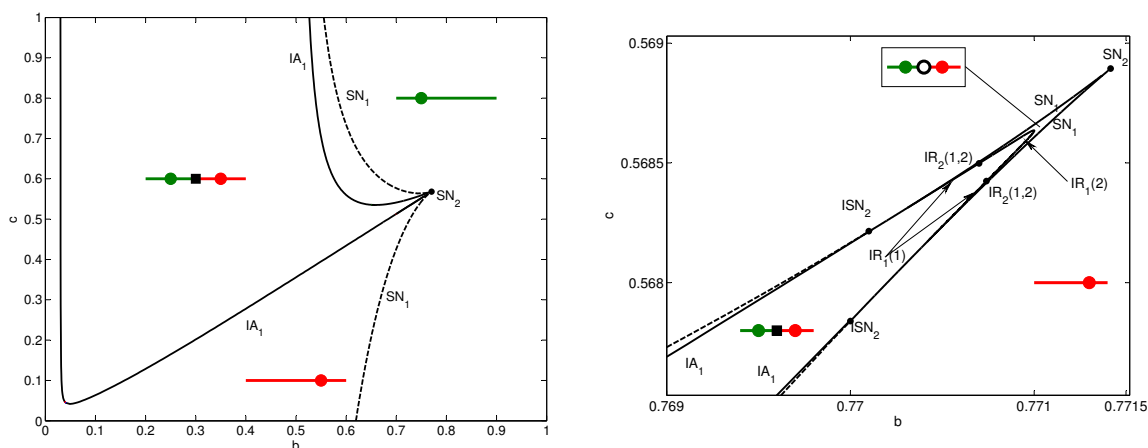 1
0.9
0.8
0.7
0.6
0.5
0.4
0.3
0.2
0.1
0
c
IA1
SN1
SN2
SN1
IA1
0 0.1 0.2 0.3 0.4 0.5 0.6 0.7 0.8 0.9 1
b
0.569
0.5685
0.568
c
SN2
SN1
SN1
IR2(1,2)
IR2(1,2)
IR1(2)
ISN2
IR1(1)
ISN2
IA1
IA1
0.769 0.77 0.771 0.7715
b